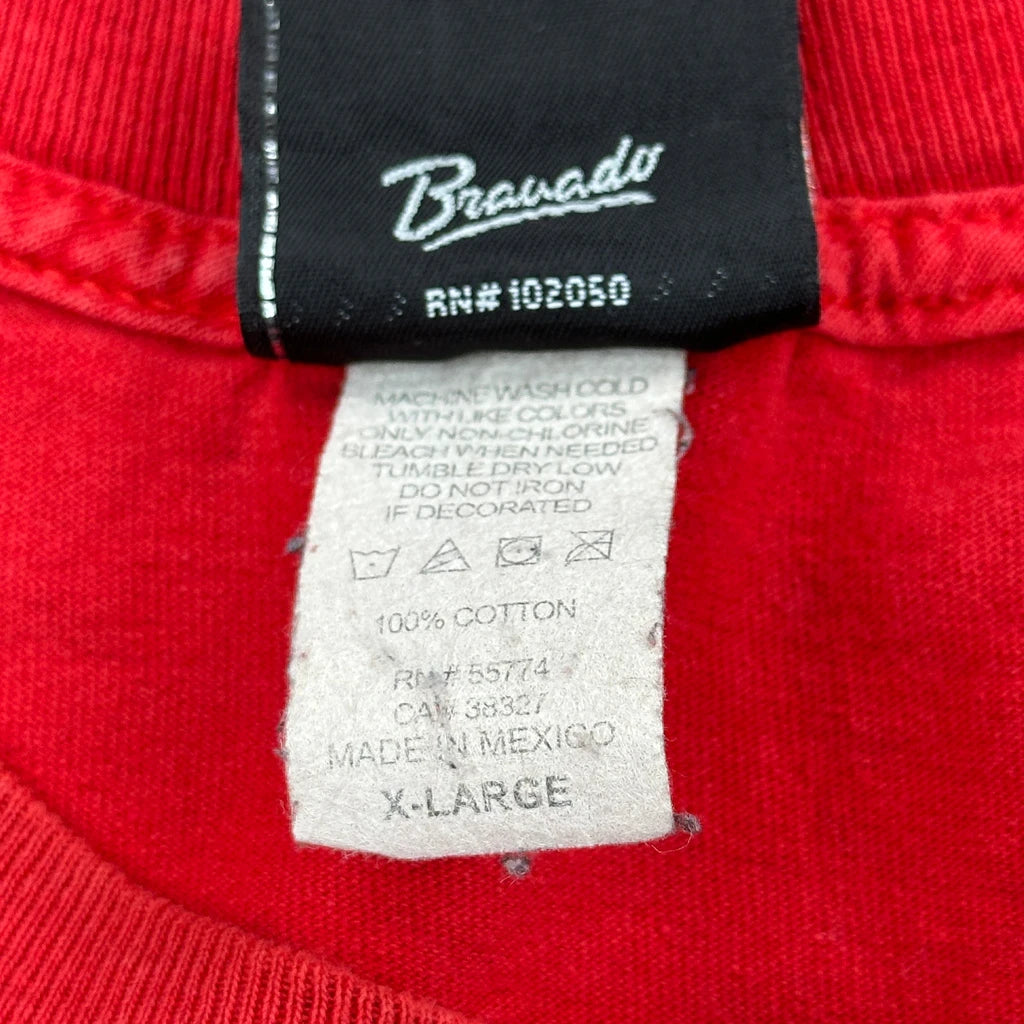 Bravado
RN#102050
MACHINE WASH COLD
WITH LIKE COLORS
ONLY NON-CHLORINE
BLEACH WHEN NEEDED
TUMBLE DRY LOW
DO NOT IRON
IF DECORATED
100% COTTON
RN# 55774
CA# 38327
MADE IN MEXICO
X-LARGE